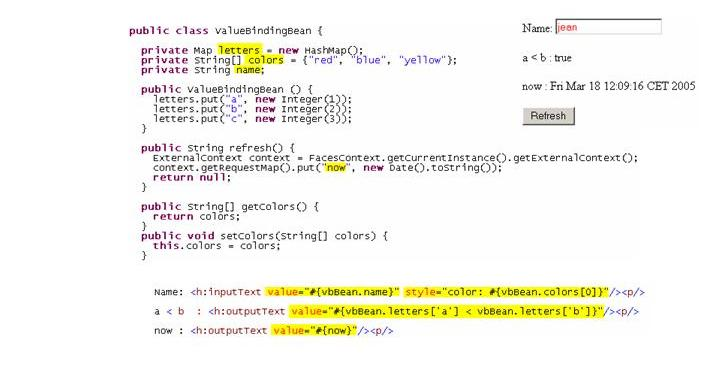 public class ValueBindingBean {
private Map letters = new HashMap();
private String[] colors = {"red", "blue", "yellow"};
private String name;
public ValueBindingBean () {
letters.put("a", new Integer(1));
letters.put("b", new Integer(2));
letters.put("c", new Integer(3));
}
public String refresh() {
ExternalContext context = FacesContext.getCurrentInstance().getExternalContext();
context.getRequestMap().put("now", new Date().toString());
return null;
}
public String[] getColors() {
return colors;
}
public void setColors(String[] colors) {
this.colors = colors;
}
Name: jean
a < b : true
now : Fri Mar 18 12:09:16 CET 2005
Refresh
Name: <h:inputText value="#{vbBean.name}" style="color: #{vbBean.colors[0]}"/><p/>
a < b : <h:outputText value="#{vbBean.letters['a'] < vbBean.letters['b']}"/><p/>
now : <h:outputText value="#{now}"/><p/>